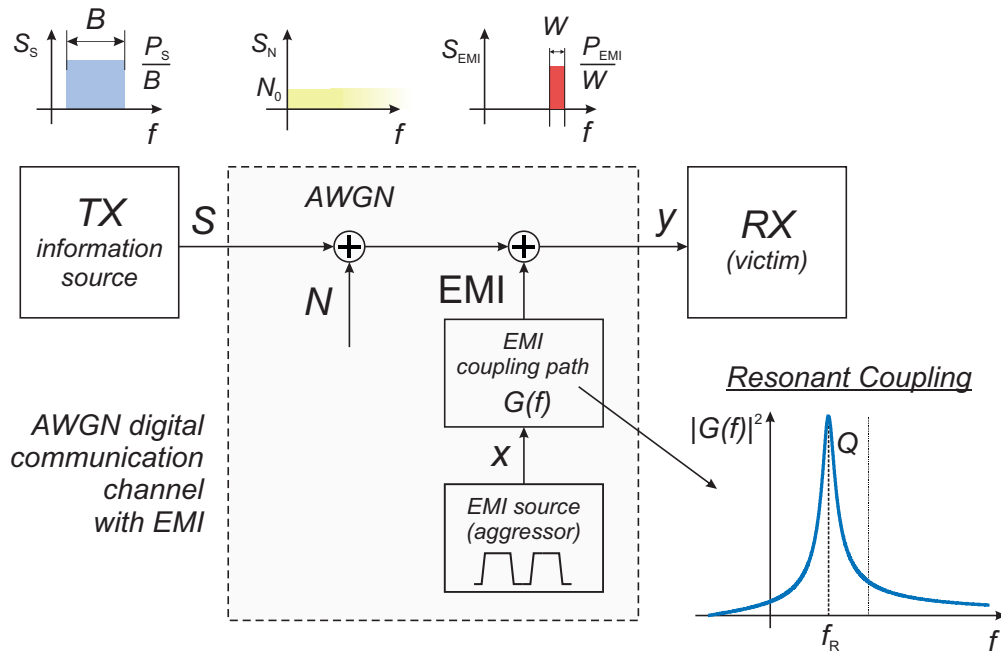 B
S_S
P_S
B
f
S_N
N_0
f
W
S_EMI
P_EMI
W
f
TX
information
source
S
AWGN
N
EMI
y
RX
(victim)
EMI
coupling path
G(f)
x
EMI source
(aggressor)
AWGN digital
communication
channel
with EMI
Resonant Coupling
|G(f)|²
Q
f_R
f